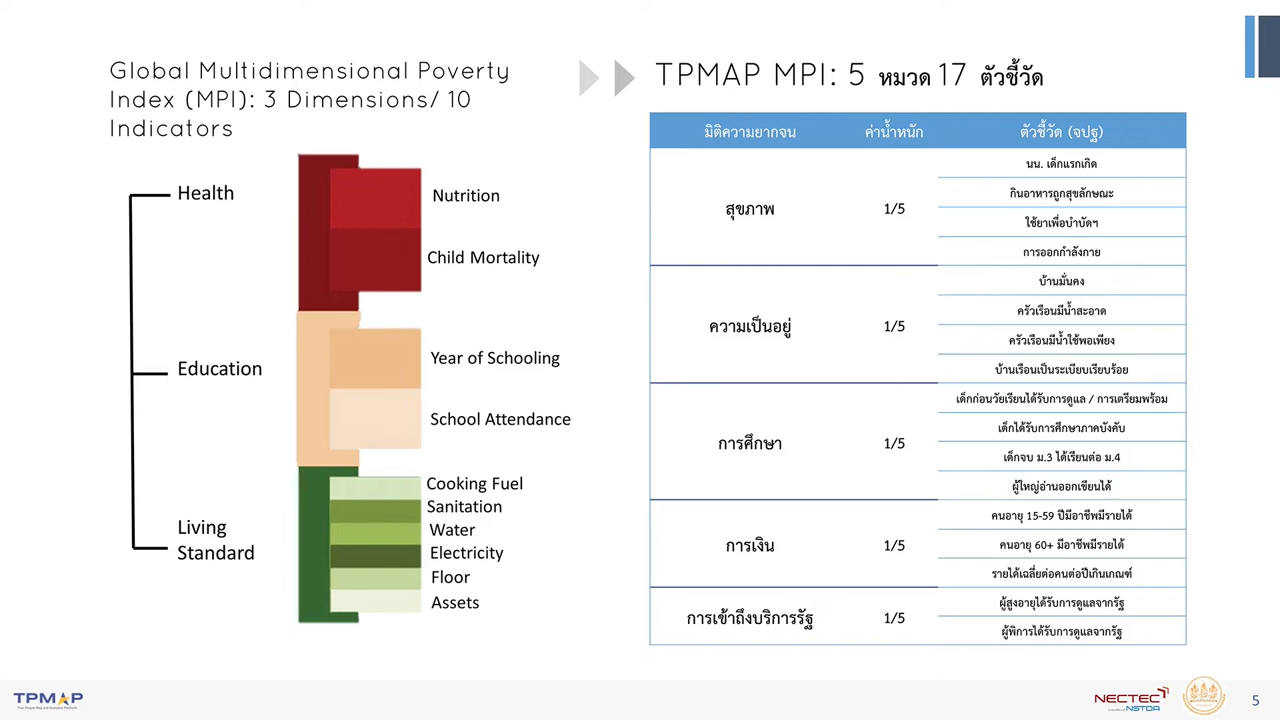 Global Multidimensional Poverty
Index (MPI): 3 Dimensions/ 10
Indicators
Health
Nutrition
Child Mortality
Education
Year of Schooling
School Attendance
Living
Standard
Cooking Fuel
Sanitation
Water
Electricity
Floor
Assets
TPMAP MPI: 5 หมวด 17 ตัวชี้วัด
มิติความยากจน ค่าน้ำหนัก ตัวชี้วัด (จปฐ)
สุขภาพ 1/5
นน. เด็กแรกเกิด
กินอาหารถูกสุขลักษณะ
ใช้ยาเพื่อบำบัดฯ
การออกกำลังกาย
ความเป็นอยู่ 1/5
บ้านมั่นคง
ครัวเรือนมีน้ำสะอาด
ครัวเรือนมีน้ำใช้พอเพียง
บ้านเรือนเป็นระเบียบเรียบร้อย
การศึกษา 1/5
เด็กก่อนวัยเรียนได้รับการดูแล / การเตรียมพร้อม
เด็กได้รับการศึกษาภาคบังคับ
เด็กจบ ม.3 ได้เรียนต่อ ม.4
ผู้ใหญ่อ่านออกเขียนได้
การเงิน 1/5
คนอายุ 15-59 ปีมีอาชีพมีรายได้
คนอายุ 60+ มีอาชีพมีรายได้
รายได้เฉลี่ยต่อคนต่อปีเกินเกณฑ์
การเข้าถึงบริการรัฐ 1/5
ผู้สูงอายุได้รับการดูแลจากรัฐ
ผู้พิการได้รับการดูแลจากรัฐ
TPMAP
Thai People Map and Analytics Platform
NECTEC
a member of NSTDA
5